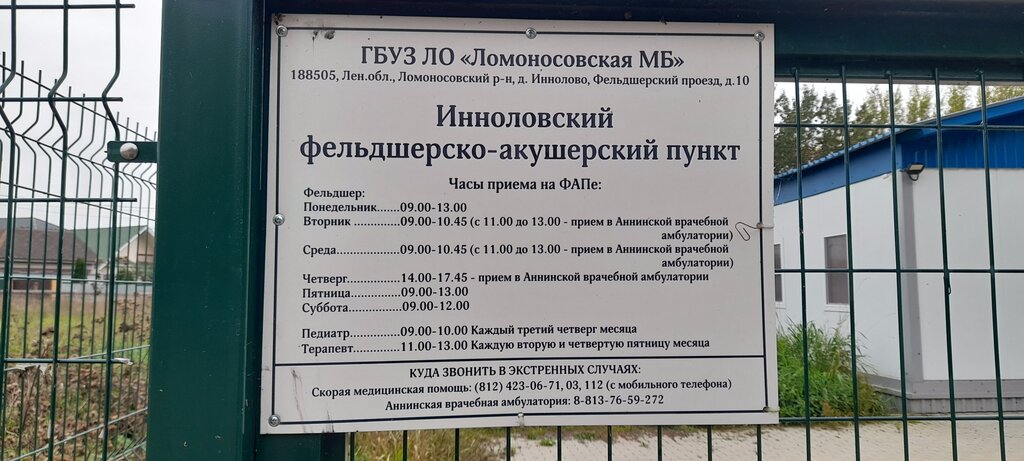 ГБУЗ ЛО «Ломоносовская МБ»
188505, Лен.обл., Ломоносовский р-н, д. Иннолово, Фельдшерский проезд, д.10
Инноловский
фельдшерско-акушерский пункт
Часы приема на ФАПе:
Фельдшер:
Понедельник.......09.00-13.00
Вторник ..............09.00-10.45 (с 11.00 до 13.00 - прием в Аннинской врачебной
амбулатории)
Среда...................09.00-10.45 (с 11.00 до 13.00 - прием в Аннинской врачебной
амбулатории)
Четверг................14.00-17.45 - прием в Аннинской врачебной амбулатории
Пятница...............09.00-13.00
Суббота................09.00-12.00
Педиатр...............09.00-10.00 Каждый третий четверг месяца
Терапевт..............11.00-13.00 Каждую вторую и четвертую пятницу месяца
КУДА ЗВОНИТЬ В ЭКСТРЕННЫХ СЛУЧАЯХ:
Скорая медицинская помощь: (812) 423-06-71, 03, 112 (с мобильного телефона)
Аннинская врачебная амбулатория: 8-813-76-59-272